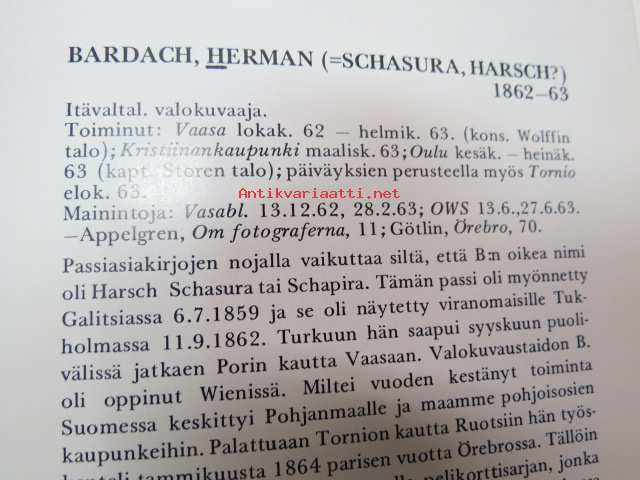 BARDACH, HERMAN (=SCHASURA, HARSCH?)
1862—63
Itävaltal. valokuvaaja.
Toiminut: Vaasa lokak. 62 — helmik. 63. (kons. Wolffin
talo); Kristiinankaupunki maalisk. 63; Oulu kesäk. — heinäk.
63 (kapt. Storen talo); päiväyksien perusteella myös Tornio
elok. 63.
Antikvariaatti.net
Mainintoja: Vasabl. 13.12.62, 28.2.63; OWS 13.6.,27.6.63.
—Appelgren, Om fotograferna, 11; Götlin, Örebro, 70.
Passiasiakirjojen nojalla vaikuttaa siltä, että B:n oikea nimi
oli Harsch Schasura tai Schapira. Tämän passi oli myönnetty
Galitsiassa 6.7.1859 ja se oli näytetty viranomaisille Tuk-
holmassa 11.9.1862. Turkuun hän saapui syyskuun puoli-
välissä jatkaen Porin kautta Vaasaan. Valokuvaustaidon B.
oli oppinut Wienissä. Miltei vuoden kestänyt toiminta
Suomessa keskittyi Pohjanmaalle ja maamme pohjoisosien
kaupunkeihin. Palattuaan Tornion kautta Ruotsiin hän työs-
kenteli tammikuusta 1864 parisen vuotta Örebrossa. Tällöin
pelikorttisarjan, jonka